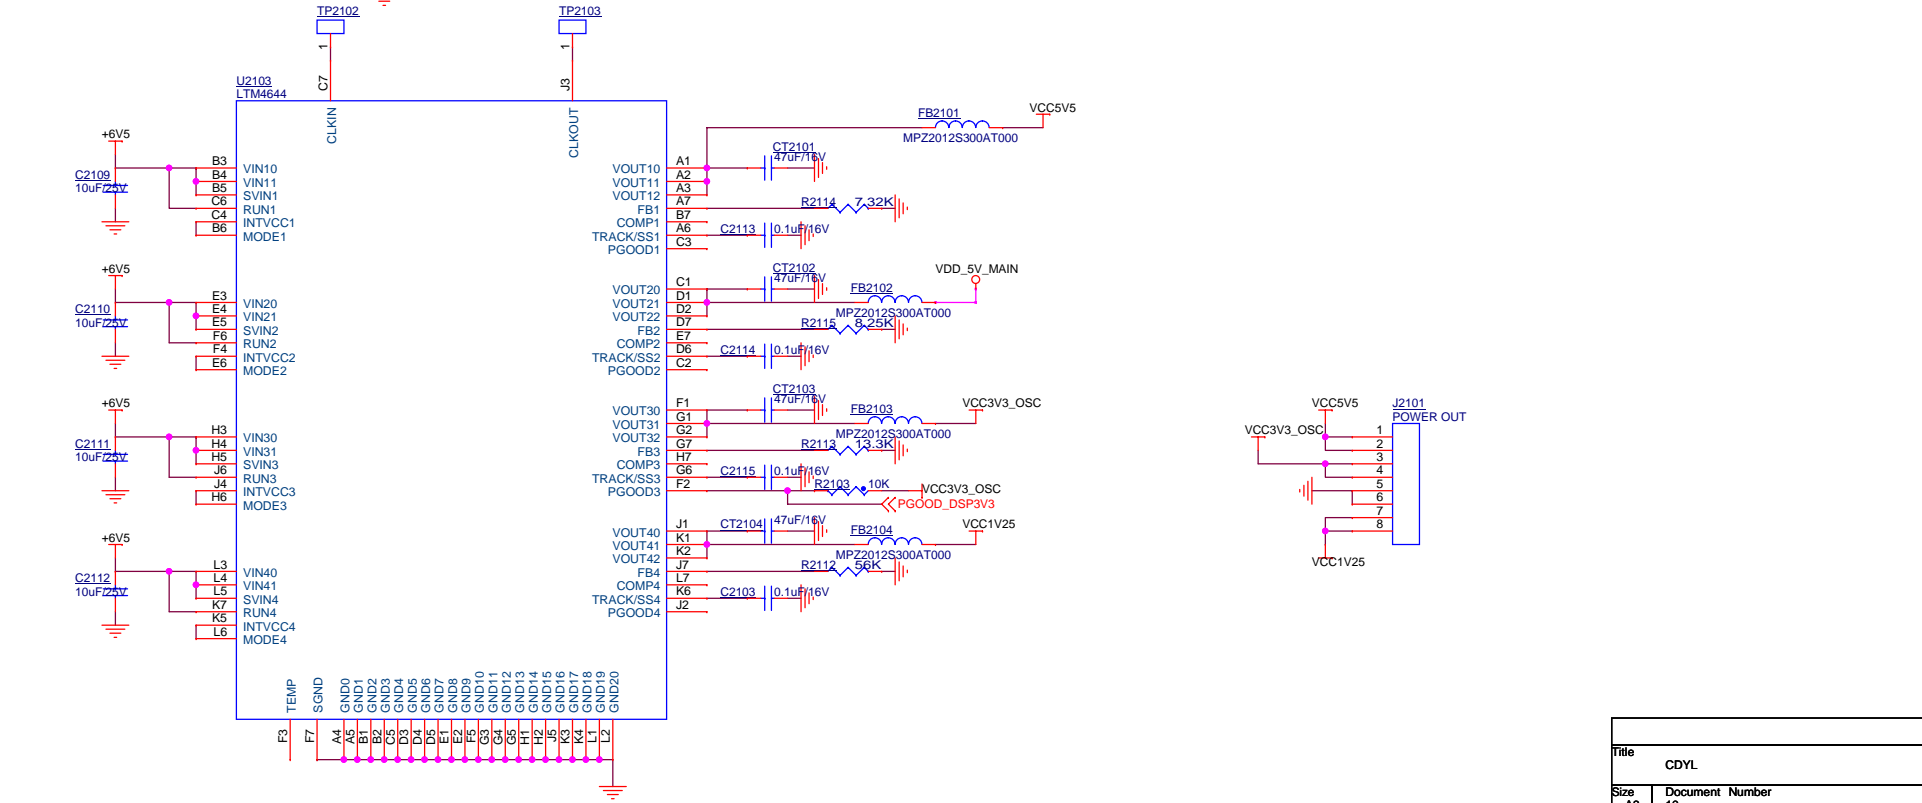 TP2102
TP2103
1
1
C7
J3
U2103
LTM4644
CLKIN
CLKOUT
+6V5
C2109
10uF/25V
B3 VIN10
B4 VIN11
B5 SVIN1
C6 RUN1
C4 INTVCC1
B6 MODE1
+6V5
C2110
10uF/25V
E3 VIN20
E4 VIN21
E5 SVIN2
F6 RUN2
F4 INTVCC2
E6 MODE2
+6V5
C2111
10uF/25V
H3 VIN30
H4 VIN31
H5 SVIN3
J6 RUN3
J4 INTVCC3
H6 MODE3
+6V5
C2112
10uF/25V
L3 VIN40
L4 VIN41
L5 SVIN4
K7 RUN4
K5 INTVCC4
L6 MODE4
FB2101
MPZ2012S300AT000
VCC5V5
CT2101
47uF/16V
VOUT10 A1
VOUT11 A2
VOUT12 A3
FB1 A7
R2114 7.32K
COMP1 B7
TRACK/SS1 A6
C2113 0.1uF/16V
PGOOD1 C3
CT2102
47uF/16V
VDD_5V_MAIN
FB2102
MPZ2012S300AT000
VOUT20 C1
VOUT21 D1
VOUT22 D2
FB2 D7
R2115 8.25K
COMP2 E7
TRACK/SS2 D6
C2114 0.1uF/16V
PGOOD2 C2
CT2103
47uF/16V
VCC3V3_OSC
FB2103
MPZ2012S300AT000
VOUT30 F1
VOUT31 G1
VOUT32 G2
FB3 G7
R2113 13.3K
COMP3 H7
TRACK/SS3 G6
C2115 0.1uF/16V
PGOOD3 F2
R2103 10K
VCC3V3_OSC
PGOOD_DSP3V3
CT2104 47uF/16V
VCC1V25
FB2104
MPZ2012S300AT000
VOUT40 J1
VOUT41 K1
VOUT42 K2
FB4 J7
R2112 56K
COMP4 L7
TRACK/SS4 K6
C2103 0.1uF/16V
PGOOD4 J2
TEMP SGND GND0 GND1 GND2 GND3 GND4 GND5 GND6 GND7 GND8 GND9 GND10 GND11 GND12 GND13 GND14 GND15 GND16 GND17 GND18 GND19 GND20
F3 F7 A4 A5 B1 B2 C5 D3 D4 D5 E1 E2 F5 G3 G4 G5 H1 H2 J5 K3 K4 L1 L2
VCC5V5
VCC3V3_OSC
J2101
POWER OUT
1
2
3
4
5
6
7
8
VCC1V25
Title
CDYL
Size Document Number